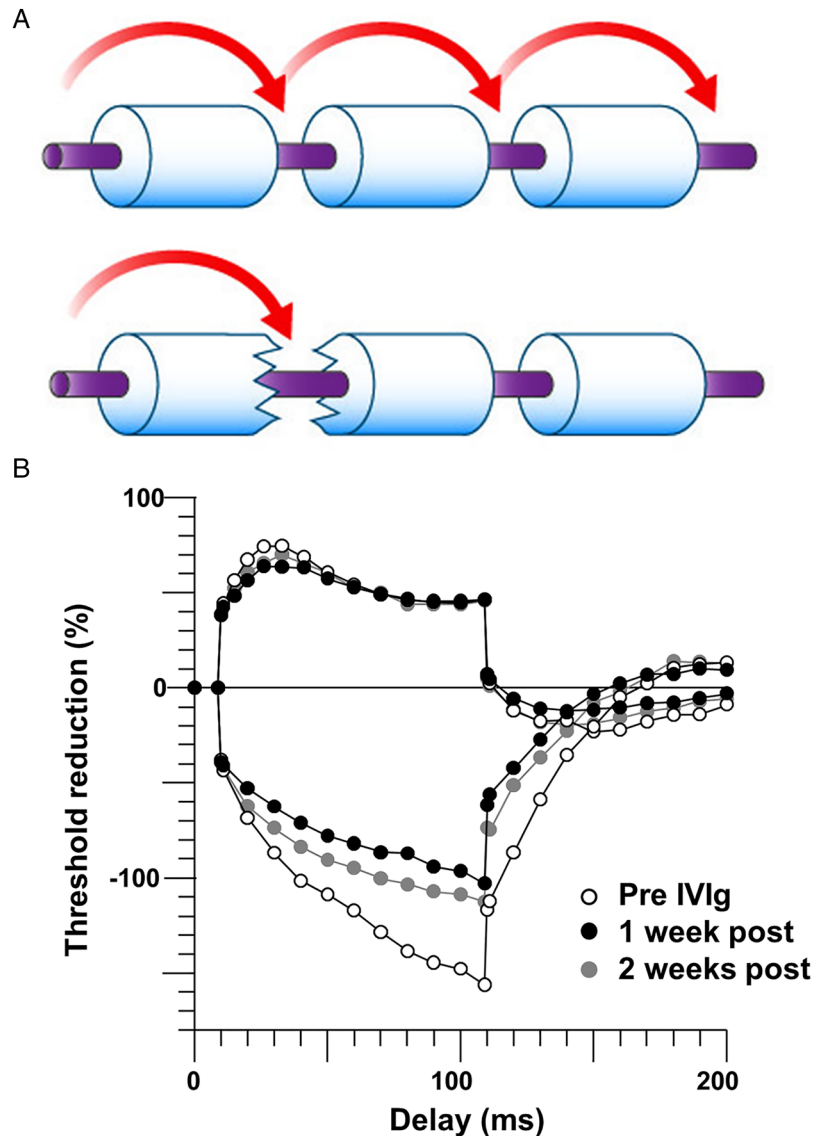 A
B
100
0
-100
Threshold reduction (%)
Pre IVIg
1 week post
2 weeks post
0
100
200
Delay (ms)